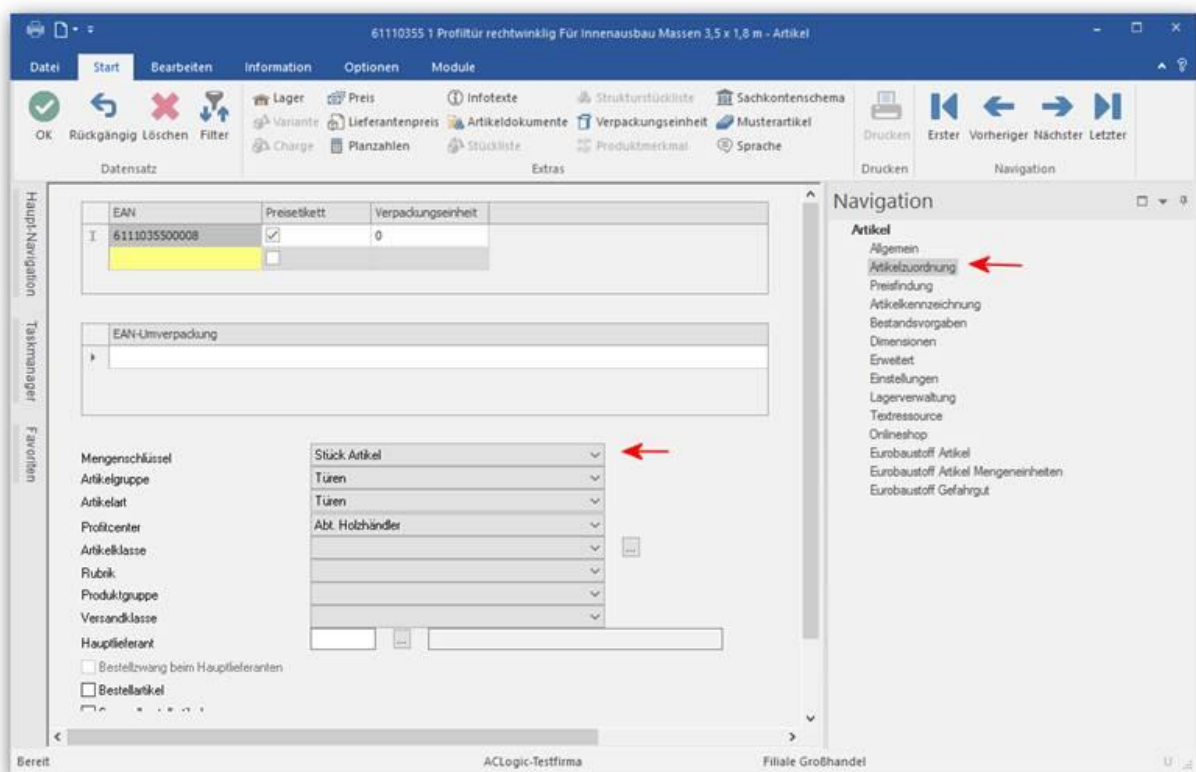 61110355 1 Profiltür rechtwinklig Für Innenausbau Massen 3,5 x 1,8 m - Artikel
Datei Start Bearbeiten Information Optionen Module
OK Rückgängig Löschen Filter
Datensatz
Lager Preis Infotexte Strukturstückliste Sachkontenschema
Variante Lieferantenpreis Artikeldokumente Verpackungseinheit Musterartikel
Charge Planzahlen Stückliste Produktmerkmal Sprache
Extras
Drucken
Drucken
Erster Vorheriger Nächster Letzter
Navigation
Haupt-Navigation
Taskmanager
Favoriten
EAN Preisetikett Verpackungseinheit
6111035500008 0
EAN-Umverpackung
Mengenschlüssel Stück Artikel
Artikelgruppe Türen
Artikelart Türen
Profitcenter Abt. Holzhändler
Artikelklasse ...
Rubrik
Produktgruppe
Versandklasse
Hauptlieferant ...
Bestellzwang beim Hauptlieferanten
Bestellartikel
Navigation
Artikel
Allgemein
Artikelzuordnung
Preisfindung
Artikelkennzeichnung
Bestandsvorgaben
Dimensionen
Erweitert
Einstellungen
Lagerverwaltung
Textressource
Onlineshop
Eurobaustoff Artikel
Eurobaustoff Artikel Mengeneinheiten
Eurobaustoff Gefahrgut
Bereit ACLogic-Testfirma Filiale Großhandel U